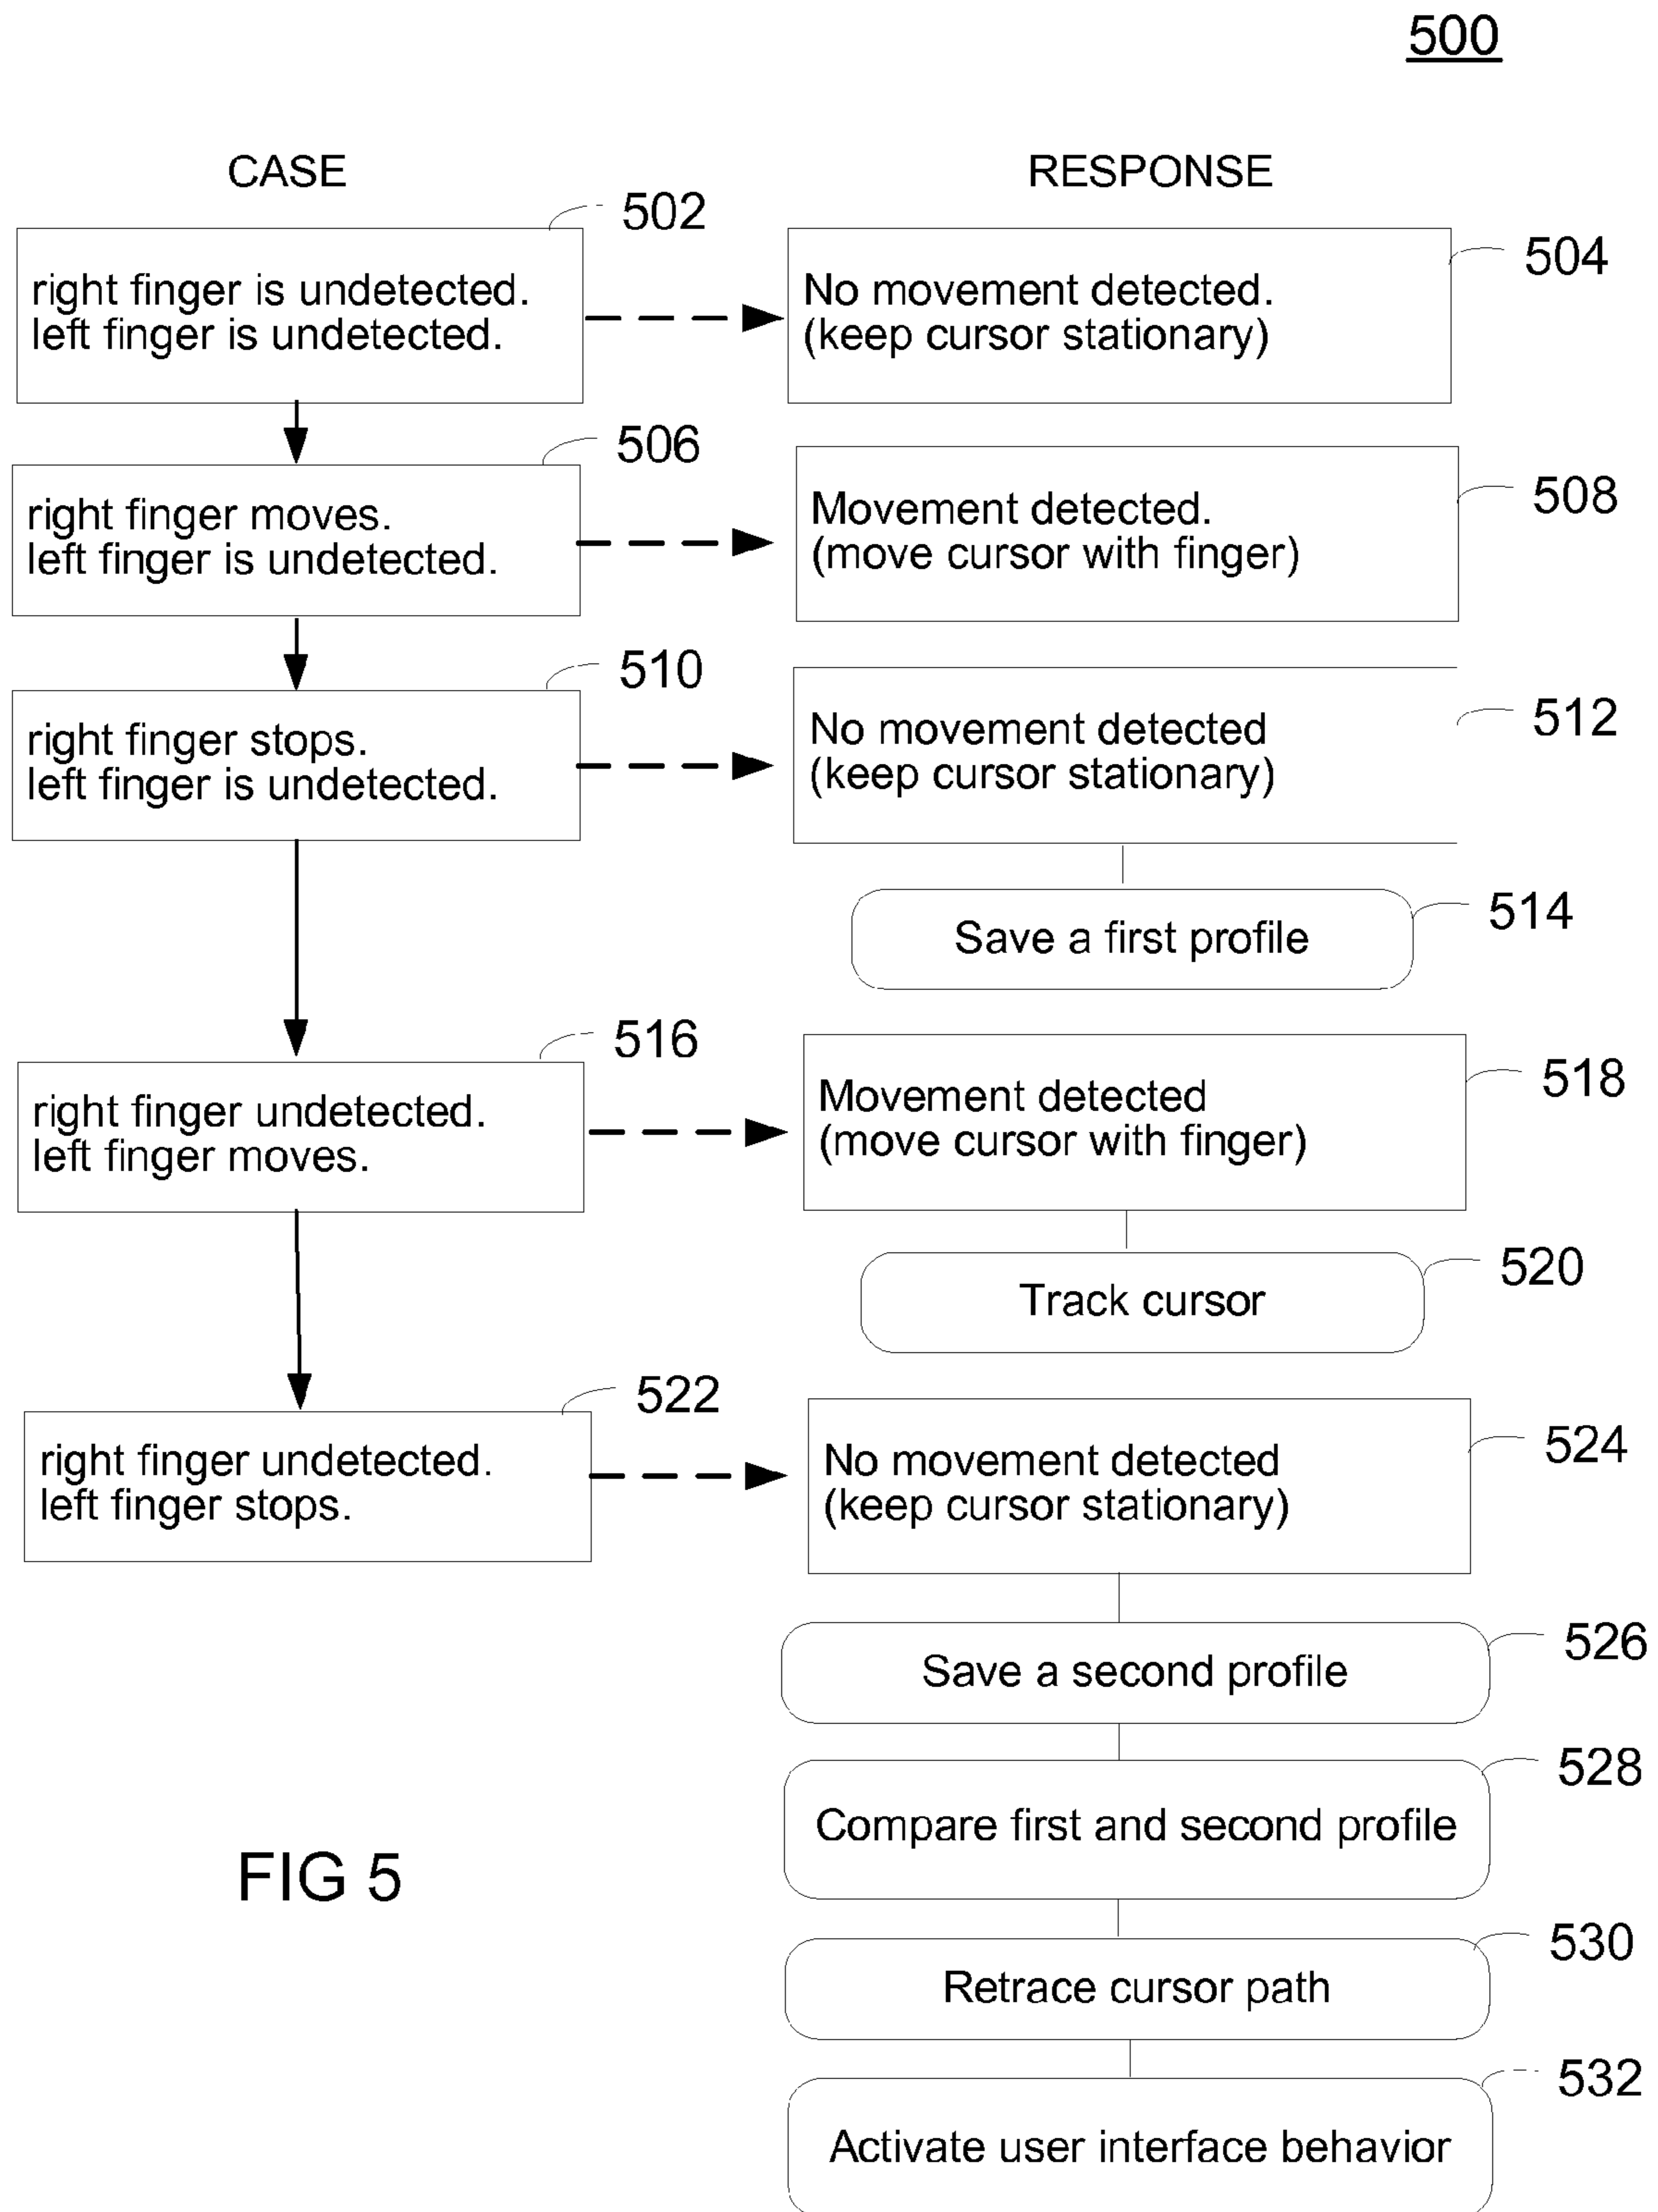 500
CASE
RESPONSE
502
right finger is undetected.
left finger is undetected.
504
No movement detected.
(keep cursor stationary)
506
right finger moves.
left finger is undetected.
508
Movement detected.
(move cursor with finger)
510
right finger stops.
left finger is undetected.
512
No movement detected
(keep cursor stationary)
514
Save a first profile
516
right finger undetected.
left finger moves.
518
Movement detected
(move cursor with finger)
520
Track cursor
522
right finger undetected.
left finger stops.
524
No movement detected
(keep cursor stationary)
526
Save a second profile
528
Compare first and second profile
530
Retrace cursor path
532
Activate user interface behavior
FIG 5